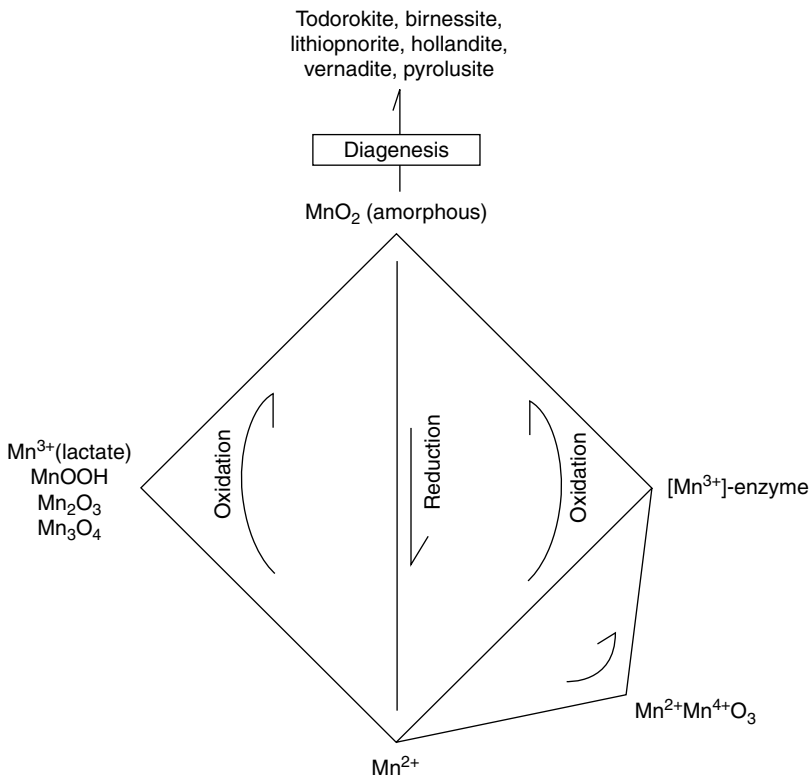 Todorokite, birnessite,
lithiopnorite, hollandite,
vernadite, pyrolusite
Diagenesis
MnO₂ (amorphous)
Mn³⁺(lactate)
MnOOH
Mn₂O₃
Mn₃O₄
Oxidation
Reduction
Oxidation
[Mn³⁺]-enzyme
Mn²⁺Mn⁴⁺O₃
Mn²⁺